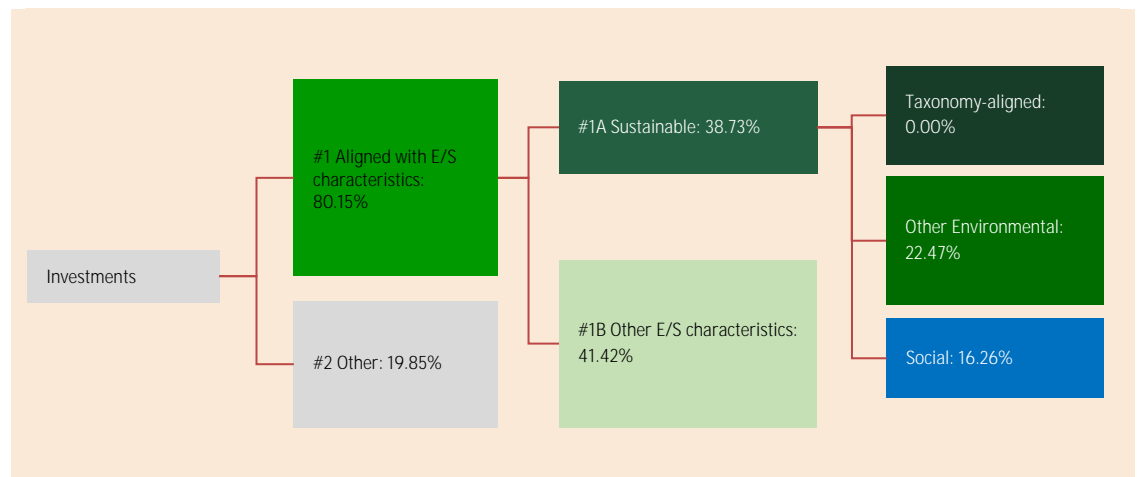 Investments
#1 Aligned with E/S
characteristics:
80.15%
#2 Other: 19.85%
#1A Sustainable: 38.73%
#1B Other E/S characteristics:
41.42%
Taxonomy-aligned:
0.00%
Other Environmental:
22.47%
Social: 16.26%